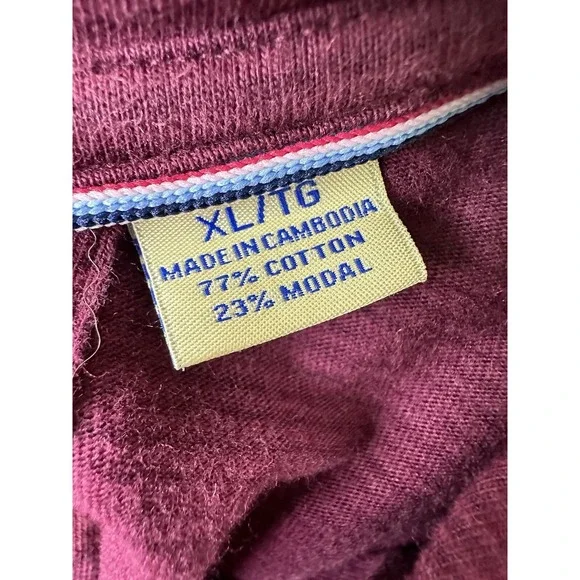 XL/TG
MADE IN CAMBODIA
77% COTTON
23% MODAL